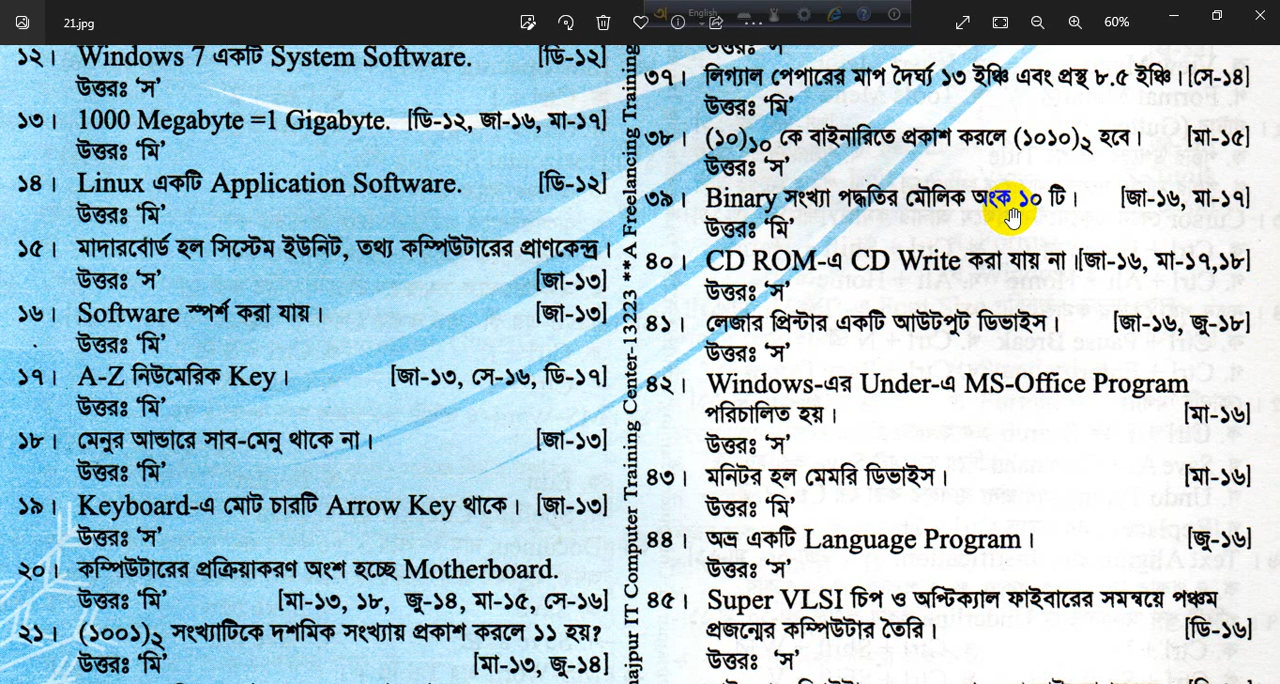 21.jpg
English
60%
১২। Windows 7 একটি System Software. [ডি-১২]
উত্তরঃ ‘স’
১৩। 1000 Megabyte =1 Gigabyte. [ডি-১২, জা-১৬, মা-১৭]
উত্তরঃ ‘মি’
১৪। Linux একটি Application Software. [ডি-১২]
উত্তরঃ ‘মি’
১৫। মাদারবোর্ড হল সিস্টেম ইউনিট, তথ্য কম্পিউটারের প্রাণকেন্দ্র।
উত্তরঃ ‘স’ [জা-১৩]
১৬। Software স্পর্শ করা যায়। [জা-১৩]
উত্তরঃ ‘মি’
১৭। A-Z নিউমেরিক Key। [জা-১৩, সে-১৬, ডি-১৭]
উত্তরঃ ‘মি’
১৮। মেনুর আন্ডারে সাব-মেনু থাকে না। [জা-১৩]
উত্তরঃ ‘মি’
১৯। Keyboard-এ মোট চারটি Arrow Key থাকে। [জা-১৩]
উত্তরঃ ‘স’
২০। কম্পিউটারের প্রক্রিয়াকরণ অংশ হচ্ছে Motherboard.
উত্তরঃ ‘মি’ [মা-১৩, ১৮, জু-১৪, মা-১৫, সে-১৬]
২১। (১০০১)২ সংখ্যাটিকে দশমিক সংখ্যায় প্রকাশ করলে ১১ হয়?
উত্তরঃ ‘মি’ [মা-১৩, জু-১৪]
najpur IT Computer Training Center-13223 **A Freelancing Training
উত্তরঃ ‘স’
৩৭। লিগ্যাল পেপারের মাপ দৈর্ঘ্য ১৩ ইঞ্চি এবং প্রস্থ ৮.৫ ইঞ্চি। [সে-১৪]
উত্তরঃ ‘মি’
৩৮। (১০)১০ কে বাইনারিতে প্রকাশ করলে (১০১০)২ হবে। [মা-১৫]
উত্তরঃ ‘স’
৩৯। Binary সংখ্যা পদ্ধতির মৌলিক অংক ১০ টি। [জা-১৬, মা-১৭]
উত্তরঃ ‘মি’
৪০। CD ROM-এ CD Write করা যায় না।[জা-১৬, মা-১৭,১৮]
উত্তরঃ ‘স’
৪১। লেজার প্রিন্টার একটি আউটপুট ডিভাইস। [জা-১৬, জু-১৮]
উত্তরঃ ‘স’
৪২। Windows-এর Under-এ MS-Office Program
পরিচালিত হয়। [মা-১৬]
উত্তরঃ ‘স’
৪৩। মনিটর হল মেমরি ডিভাইস। [মা-১৬]
উত্তরঃ ‘মি’
৪৪। অভ্র একটি Language Program। [জু-১৬]
উত্তরঃ ‘স’
৪৫। Super VLSI চিপ ও অপ্টিক্যাল ফাইবারের সমন্বয়ে পঞ্চম
প্রজন্মের কম্পিউটার তৈরি। [ডি-১৬]
উত্তরঃ ‘স’